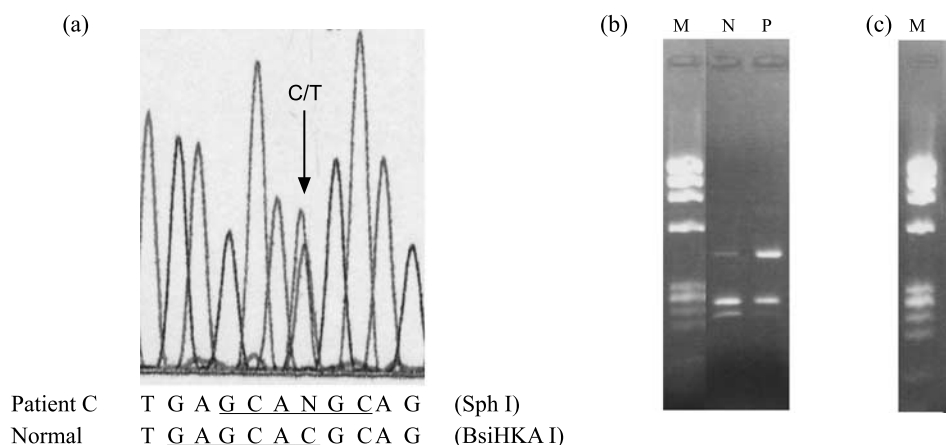 (a)
C/T
Patient C T G A G C A N G C A G (Sph I)
Normal T G A G C A C G C A G (BsiHKA I)
(b)
M N P
(c)
M